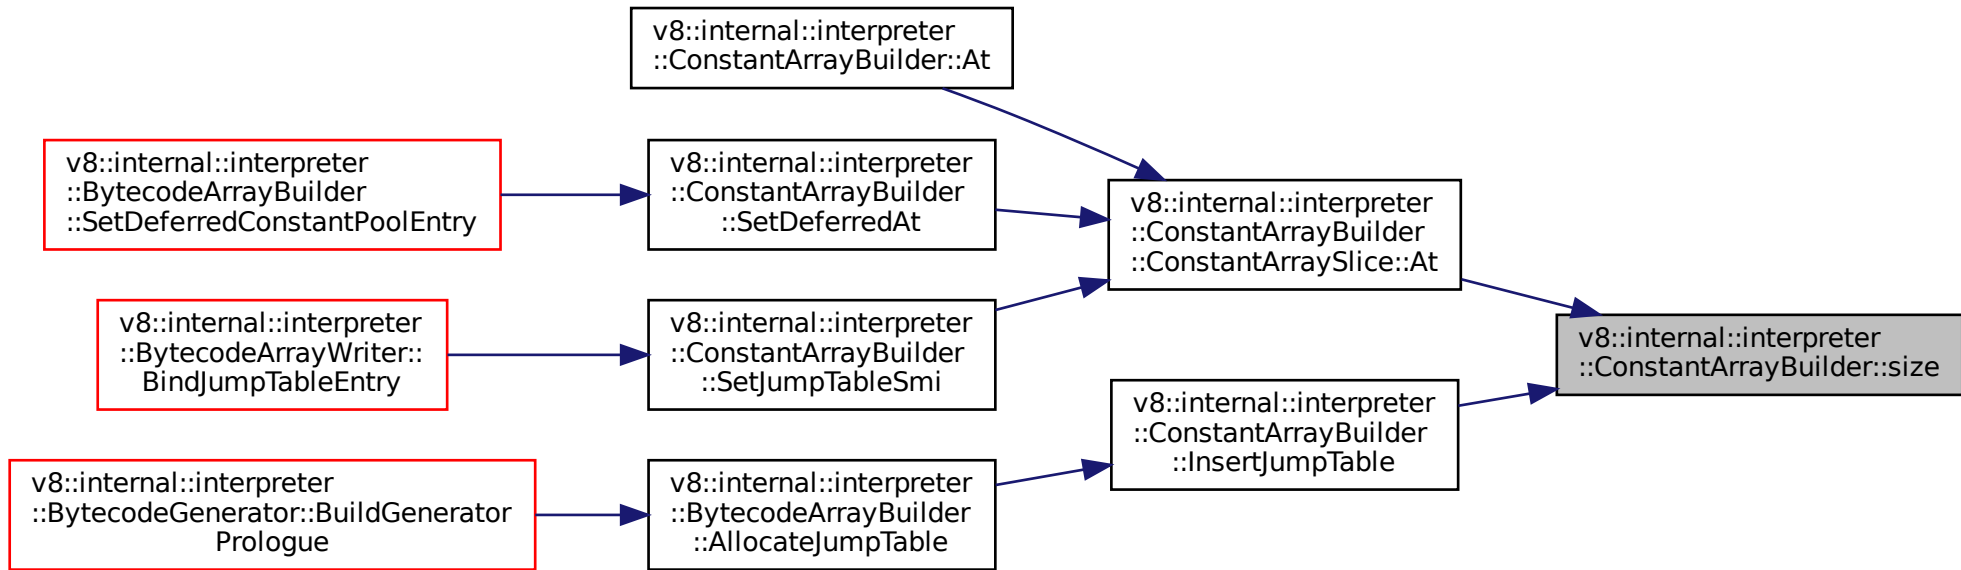 v8::internal::interpreter
::ConstantArrayBuilder::At
v8::internal::interpreter
::BytecodeArrayBuilder
::SetDeferredConstantPoolEntry
v8::internal::interpreter
::ConstantArrayBuilder
::SetDeferredAt
v8::internal::interpreter
::ConstantArrayBuilder
::ConstantArraySlice::At
v8::internal::interpreter
::BytecodeArrayWriter::
BindJumpTableEntry
v8::internal::interpreter
::ConstantArrayBuilder
::SetJumpTableSmi
v8::internal::interpreter
::ConstantArrayBuilder::size
v8::internal::interpreter
::ConstantArrayBuilder
::InsertJumpTable
v8::internal::interpreter
::BytecodeGenerator::BuildGenerator
Prologue
v8::internal::interpreter
::BytecodeArrayBuilder
::AllocateJumpTable